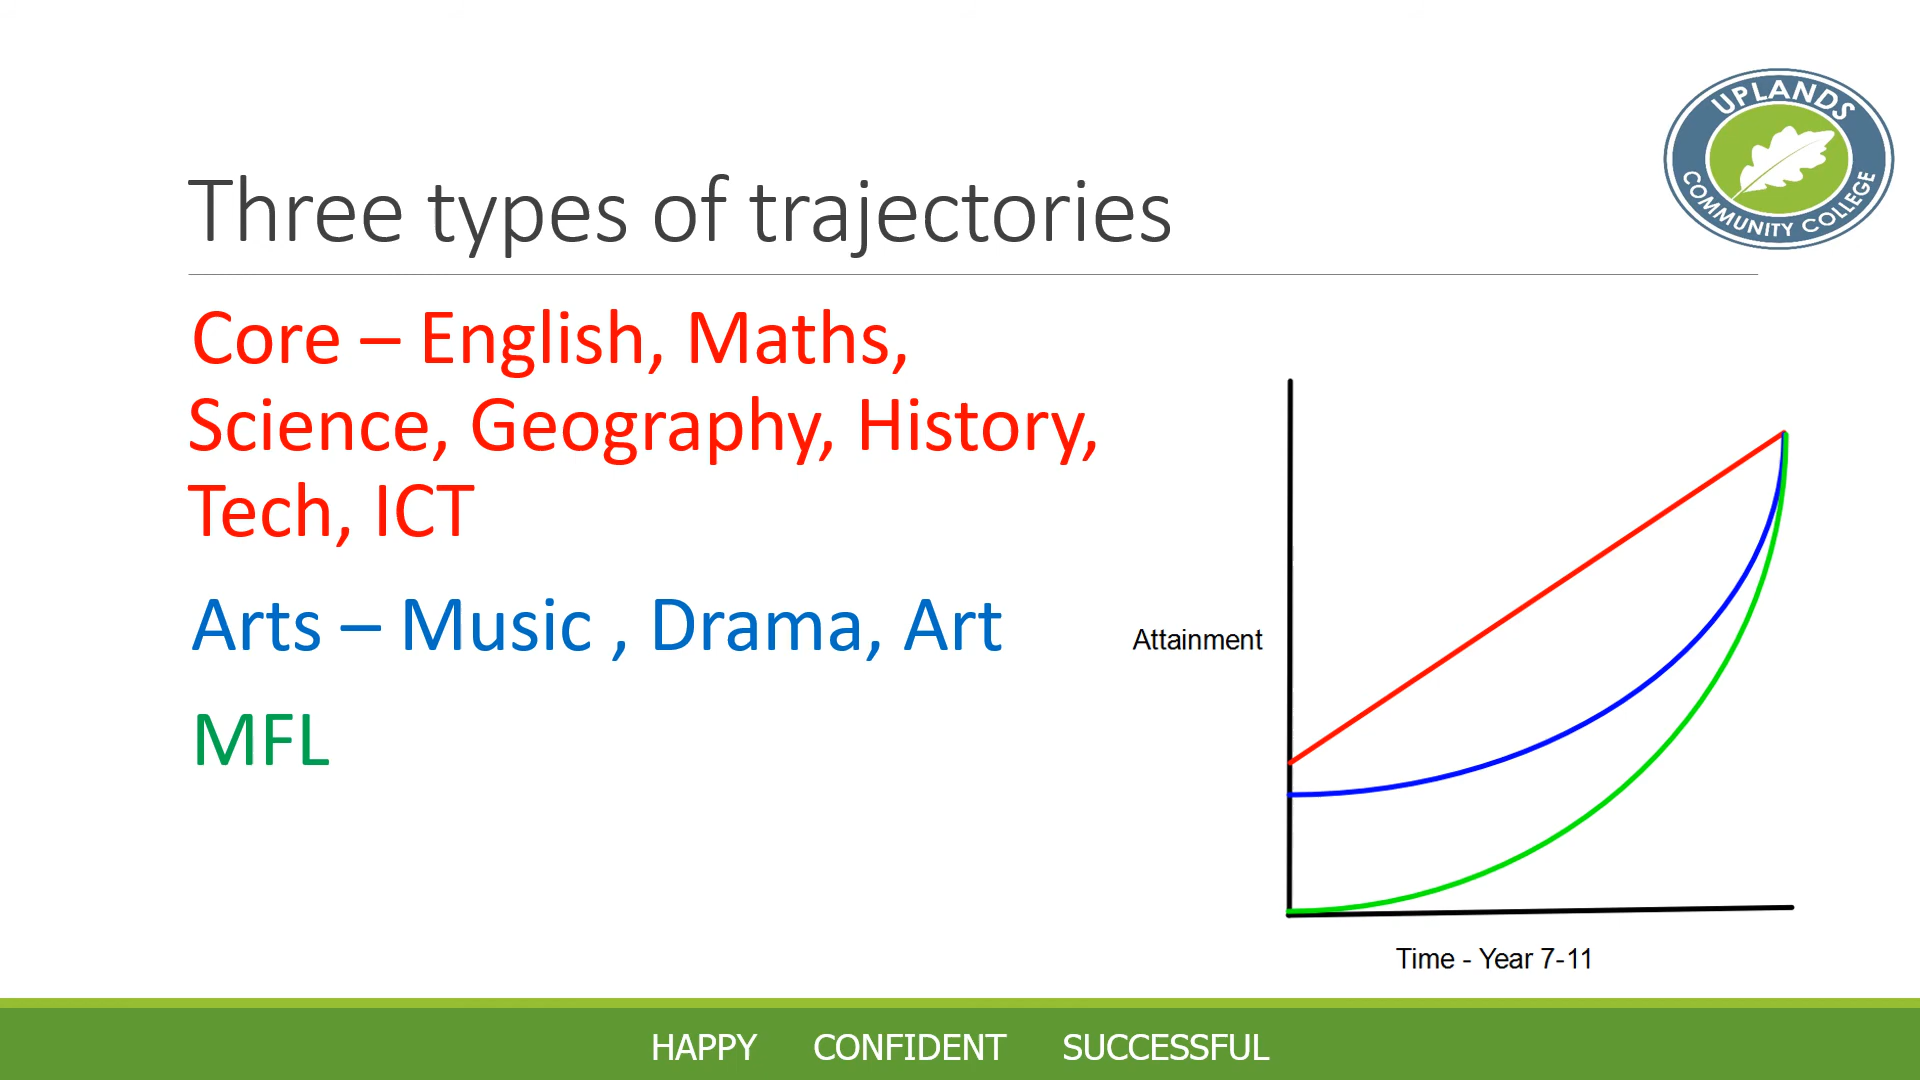 UPLANDS
COMMUNITY COLLEGE
Three types of trajectories
Core – English, Maths,
Science, Geography, History,
Tech, ICT
Arts – Music , Drama, Art
MFL
Attainment
Time - Year 7-11
HAPPY CONFIDENT SUCCESSFUL